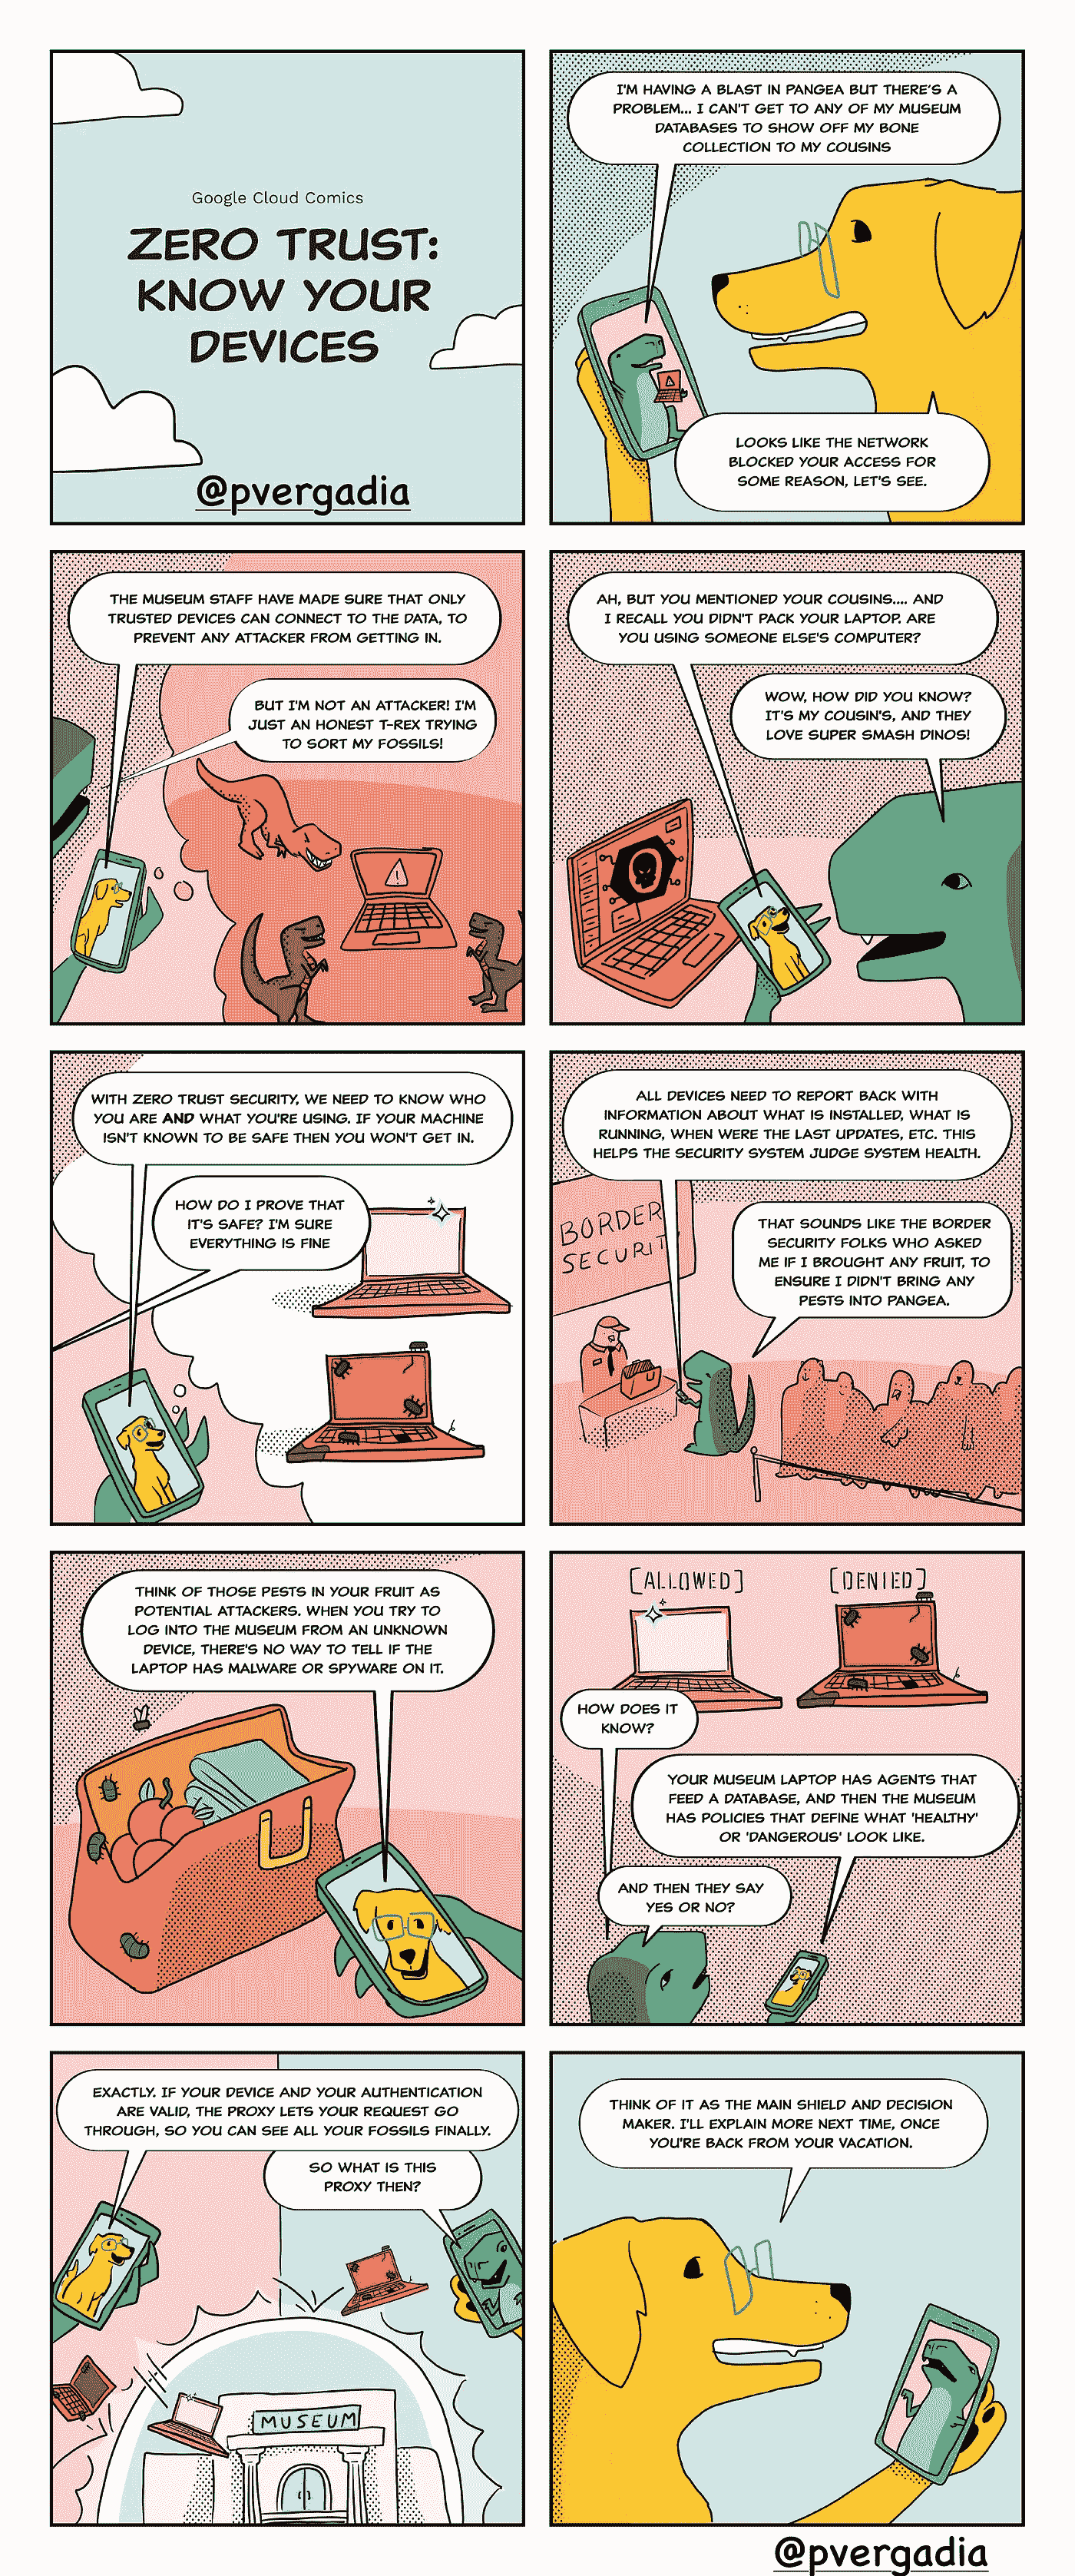 Google Cloud Comics
ZERO TRUST:
KNOW YOUR
DEVICES
@pvergadia
I'M HAVING A BLAST IN PANGEA BUT THERE'S A
PROBLEM... I CAN'T GET TO ANY OF MY MUSEUM
DATABASES TO SHOW OFF MY BONE
COLLECTION TO MY COUSINS
LOOKS LIKE THE NETWORK
BLOCKED YOUR ACCESS FOR
SOME REASON, LET'S SEE.
THE MUSEUM STAFF HAVE MADE SURE THAT ONLY
TRUSTED DEVICES CAN CONNECT TO THE DATA, TO
PREVENT ANY ATTACKER FROM GETTING IN.
BUT I'M NOT AN ATTACKER! I'M
JUST AN HONEST T-REX TRYING
TO SORT MY FOSSILS!
AH, BUT YOU MENTIONED YOUR COUSINS.... AND
I RECALL YOU DIDN'T PACK YOUR LAPTOP. ARE
YOU USING SOMEONE ELSE'S COMPUTER?
WOW, HOW DID YOU KNOW?
IT'S MY COUSIN'S, AND THEY
LOVE SUPER SMASH DINOS!
WITH ZERO TRUST SECURITY, WE NEED TO KNOW WHO
YOU ARE AND WHAT YOU'RE USING. IF YOUR MACHINE
ISN'T KNOWN TO BE SAFE THEN YOU WON'T GET IN.
HOW DO I PROVE THAT
IT'S SAFE? I'M SURE
EVERYTHING IS FINE
ALL DEVICES NEED TO REPORT BACK WITH
INFORMATION ABOUT WHAT IS INSTALLED, WHAT IS
RUNNING, WHEN WERE THE LAST UPDATES, ETC. THIS
HELPS THE SECURITY SYSTEM JUDGE SYSTEM HEALTH.
BORDER
SECURIT
THAT SOUNDS LIKE THE BORDER
SECURITY FOLKS WHO ASKED
ME IF I BROUGHT ANY FRUIT, TO
ENSURE I DIDN'T BRING ANY
PESTS INTO PANGEA.
THINK OF THOSE PESTS IN YOUR FRUIT AS
POTENTIAL ATTACKERS. WHEN YOU TRY TO
LOG INTO THE MUSEUM FROM AN UNKNOWN
DEVICE, THERE'S NO WAY TO TELL IF THE
LAPTOP HAS MALWARE OR SPYWARE ON IT.
[ALLOWED] [DENIED]
HOW DOES IT
KNOW?
YOUR MUSEUM LAPTOP HAS AGENTS THAT
FEED A DATABASE, AND THEN THE MUSEUM
HAS POLICIES THAT DEFINE WHAT 'HEALTHY'
OR 'DANGEROUS' LOOK LIKE.
AND THEN THEY SAY
YES OR NO?
EXACTLY. IF YOUR DEVICE AND YOUR AUTHENTICATION
ARE VALID, THE PROXY LETS YOUR REQUEST GO
THROUGH, SO YOU CAN SEE ALL YOUR FOSSILS FINALLY.
SO WHAT IS THIS
PROXY THEN?
MUSEUM
THINK OF IT AS THE MAIN SHIELD AND DECISION
MAKER. I'LL EXPLAIN MORE NEXT TIME, ONCE
YOU'RE BACK FROM YOUR VACATION.
@pvergadia